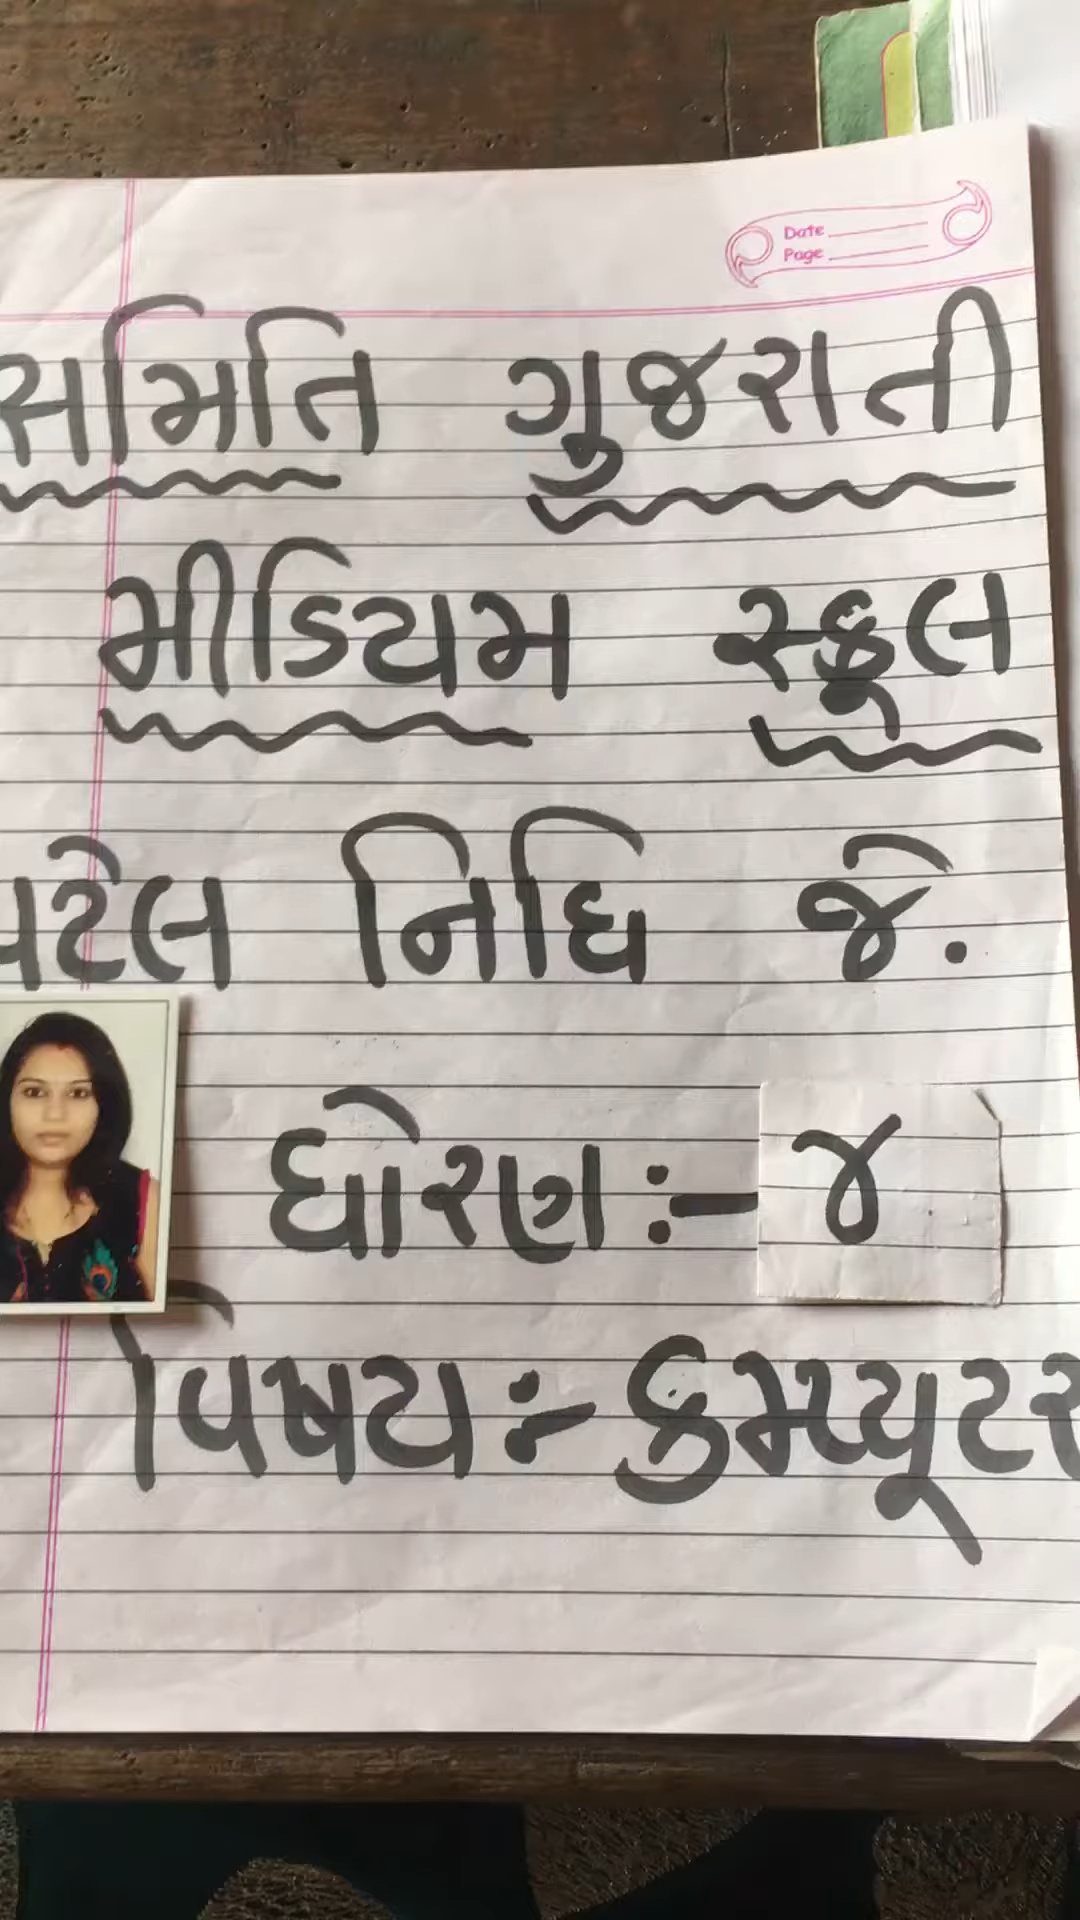 Date
Page
સમિતિ ગુજરાતી
મીડિયમ સ્કૂલ
પટેલ નિધિ જે.
ધોરણ :- ૪
વિષય :- કમ્પ્યૂટર